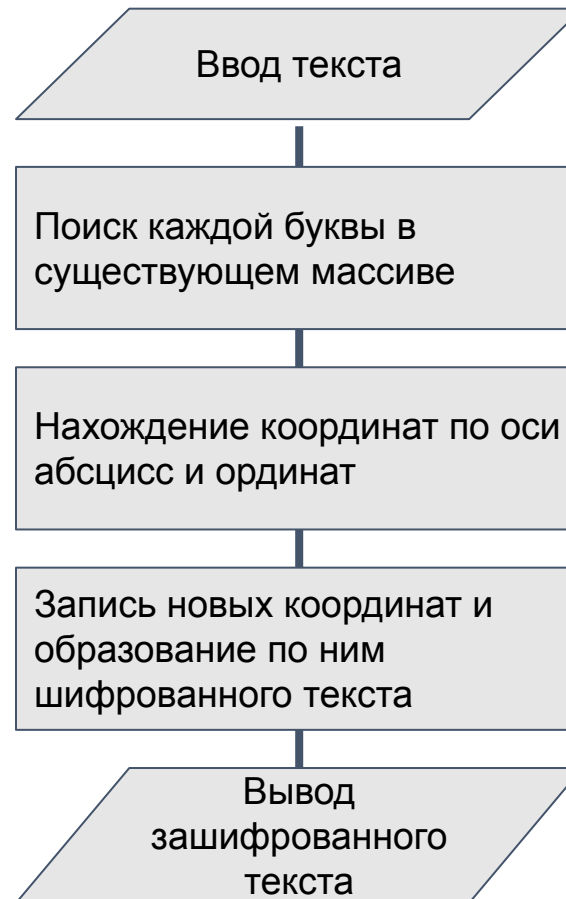 Ввод текста
Поиск каждой буквы в
существующем массиве
Нахождение координат по оси
абсцисс и ординат
Запись новых координат и
образование по ним
шифрованного текста
Вывод
зашифрованного
текста